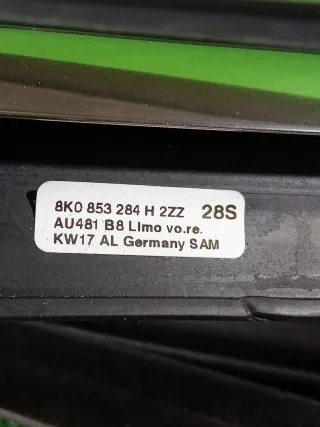 8K0 853 284 H 2ZZ 28S
AU481 B8 Limo vo.re.
KW17 AL Germany SAM